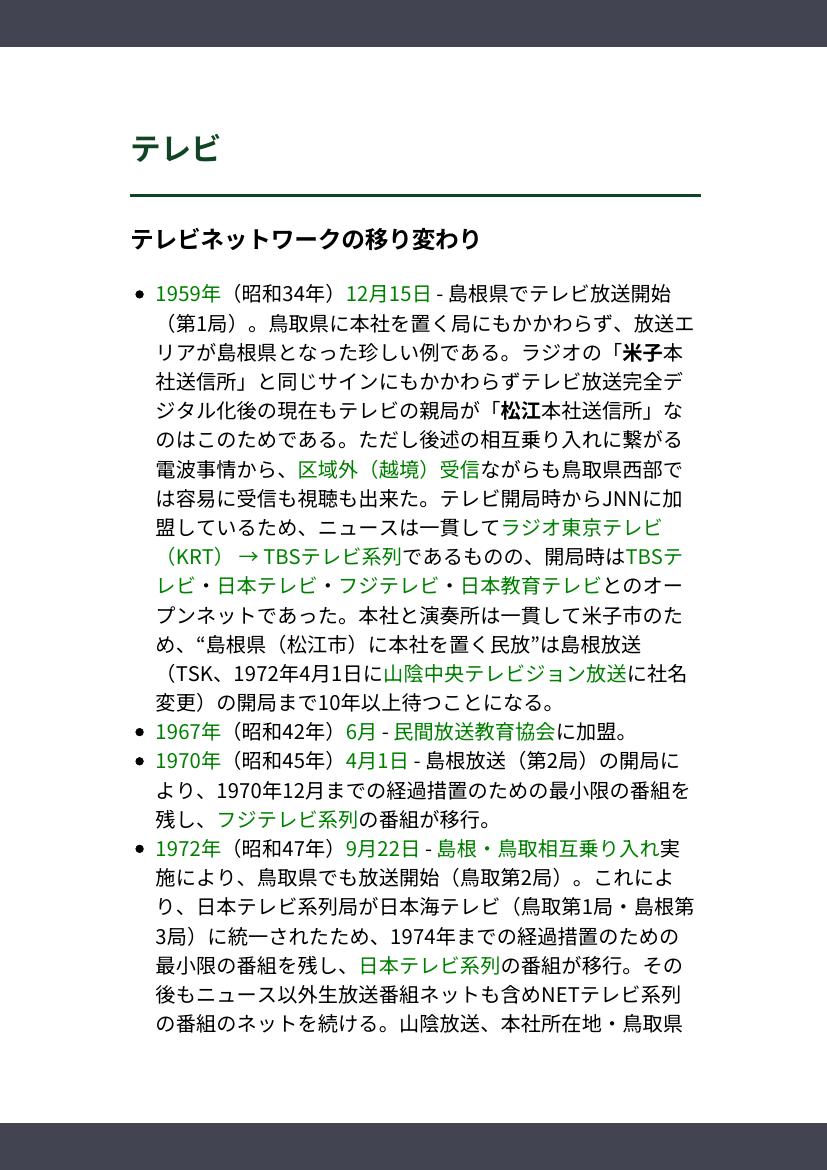 テレビ
テレビネットワークの移り変わり
• 1959年（昭和34年）12月15日 - 島根県でテレビ放送開始
（第1局）。鳥取県に本社を置く局にもかかわらず、放送エ
リアが島根県となった珍しい例である。ラジオの「米子本
社送信所」と同じサインにもかかわらずテレビ放送完全デ
ジタル化後の現在もテレビの親局が「松江本社送信所」な
のはこのためである。ただし後述の相互乗り入れに繋がる
電波事情から、区域外（越境）受信ながらも鳥取県西部で
は容易に受信も視聴も出来た。テレビ開局時からJNNに加
盟しているため、ニュースは一貫してラジオ東京テレビ
（KRT） → TBSテレビ系列であるものの、開局時はTBSテ
レビ・日本テレビ・フジテレビ・日本教育テレビとのオー
プンネットであった。本社と演奏所は一貫して米子市のた
め、“島根県（松江市）に本社を置く民放”は島根放送
（TSK、1972年4月1日に山陰中央テレビジョン放送に社名
変更）の開局まで10年以上待つことになる。
• 1967年（昭和42年）6月 - 民間放送教育協会に加盟。
• 1970年（昭和45年）4月1日 - 島根放送（第2局）の開局に
より、1970年12月までの経過措置のための最小限の番組を
残し、フジテレビ系列の番組が移行。
• 1972年（昭和47年）9月22日 - 島根・鳥取相互乗り入れ実
施により、鳥取県でも放送開始（鳥取第2局）。これによ
り、日本テレビ系列局が日本海テレビ（鳥取第1局・島根第
3局）に統一されたため、1974年までの経過措置のための
最小限の番組を残し、日本テレビ系列の番組が移行。その
後もニュース以外生放送番組ネットも含めNETテレビ系列
の番組のネットを続ける。山陰放送、本社所在地・鳥取県